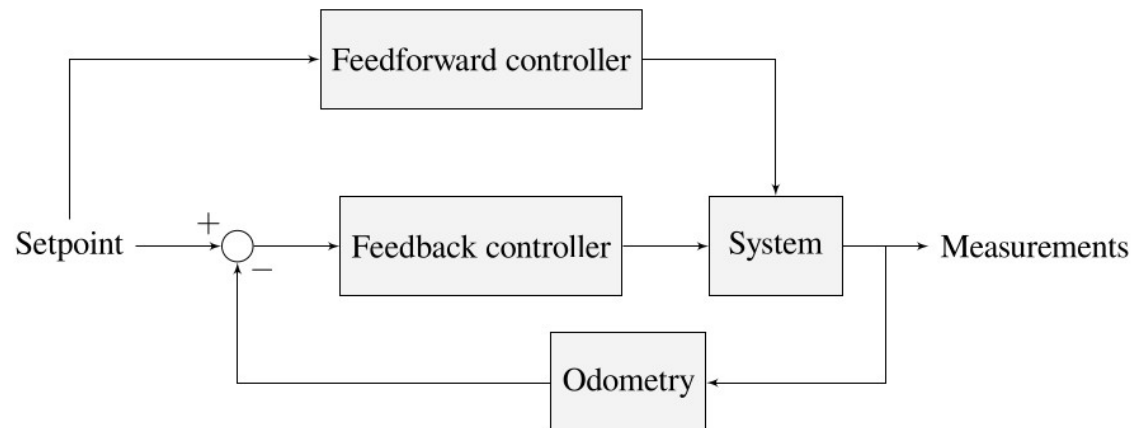 Feedforward controller
Setpoint
+
−
Feedback controller
System
Measurements
Odometry